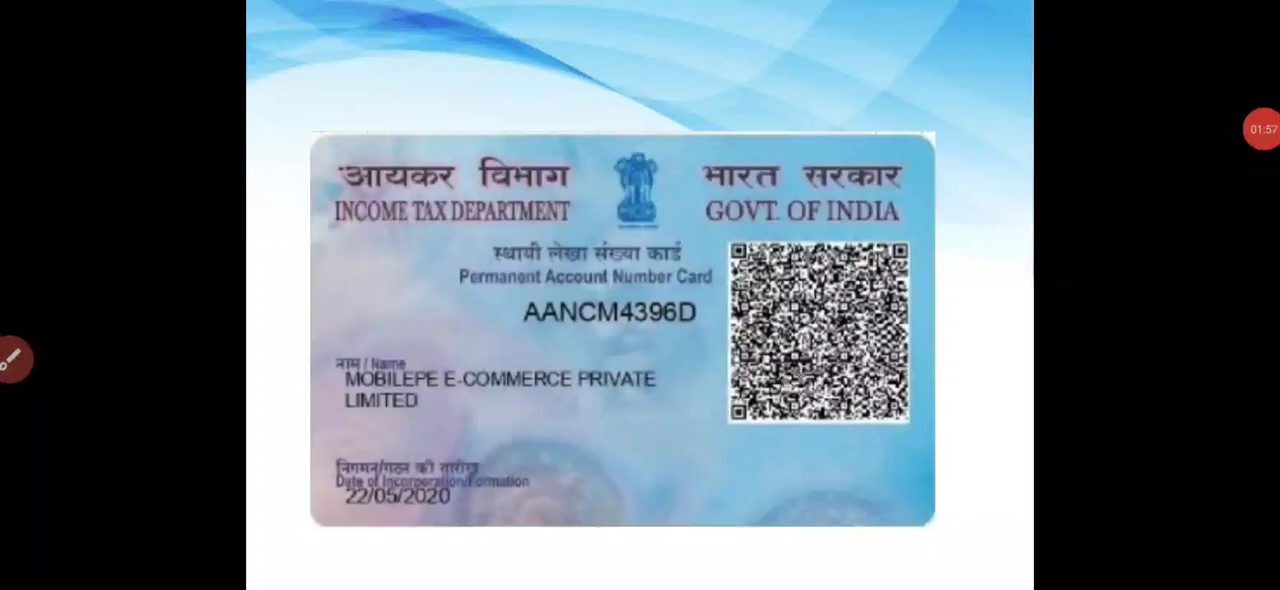 01:57
आयकर विभाग
भारत सरकार
INCOME TAX DEPARTMENT
GOVT. OF INDIA
स्थायी लेखा संख्या कार्ड
Permanent Account Number Card
AANCM4396D
नाम / Name
MOBILEPE E-COMMERCE PRIVATE
LIMITED
निगमन/गठन की तारीख
Date of Incorporation/Formation
22/05/2020